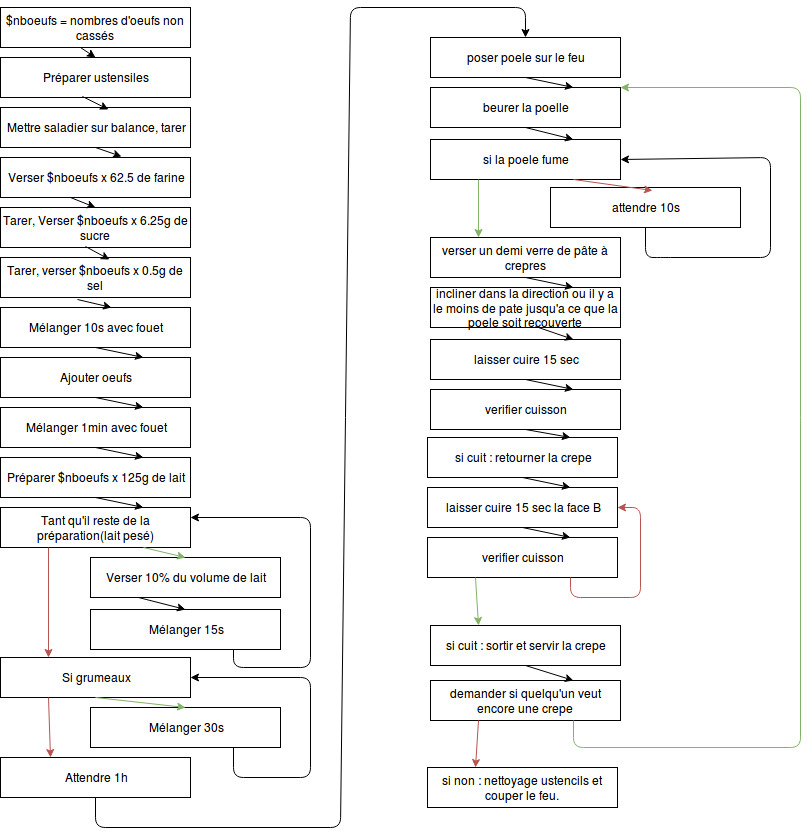 $nboeufs = nombres d'oeufs non
cassés
Préparer ustensiles
Mettre saladier sur balance, tarer
Verser $nboeufs x 62.5 de farine
Tarer, Verser $nboeufs x 6.25g de
sucre
Tarer, verser $nboeufs x 0.5g de
sel
Mélanger 10s avec fouet
Ajouter oeufs
Mélanger 1min avec fouet
Préparer $nboeufs x 125g de lait
Tant qu'il reste de la
préparation(lait pesé)
Verser 10% du volume de lait
Mélanger 15s
Si grumeaux
Mélanger 30s
Attendre 1h
poser poele sur le feu
beurer la poelle
si la poele fume
attendre 10s
verser un demi verre de pâte à
crepres
incliner dans la direction ou il y a
le moins de pate jusqu'a ce que la
poele soit recouverte
laisser cuire 15 sec
verifier cuisson
si cuit : retourner la crepe
laisser cuire 15 sec la face B
verifier cuisson
si cuit : sortir et servir la crepe
demander si quelqu'un veut
encore une crepe
si non : nettoyage ustencils et
couper le feu.